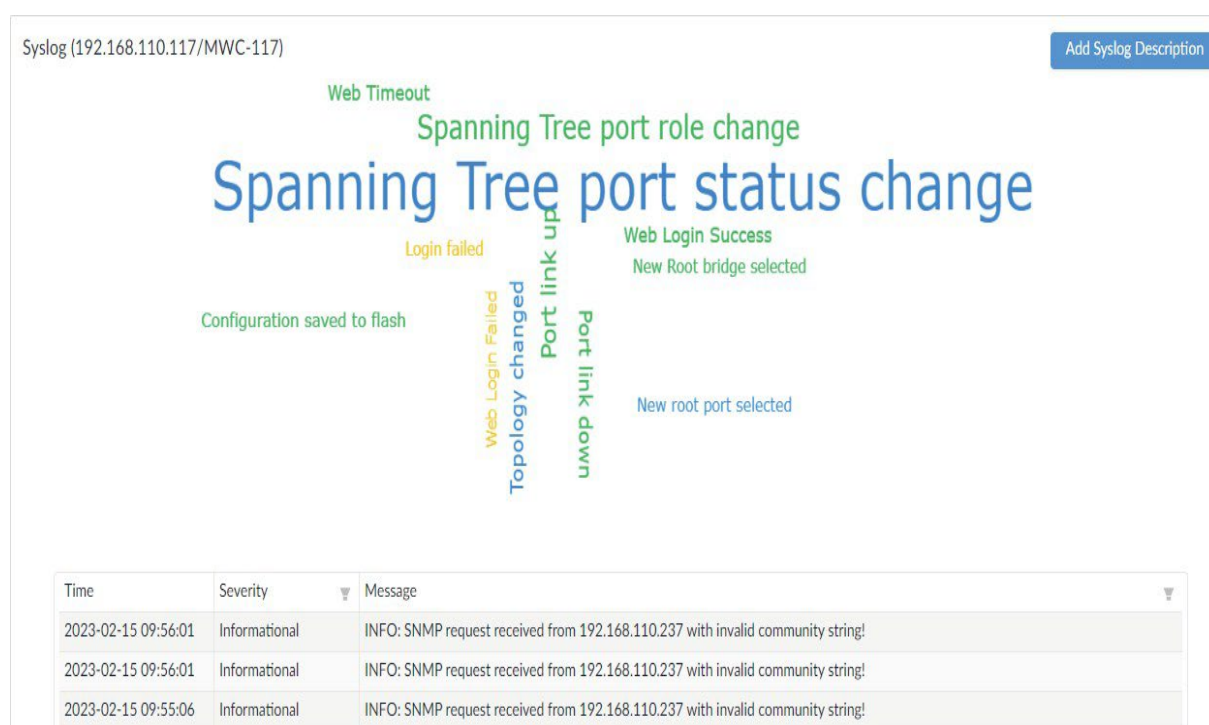 Syslog (192.168.110.117/MWC-117)
Add Syslog Description
Web Timeout
Spanning Tree port role change
Spanning Tree port status change
Port link up
Web Login Success
Login failed
New Root bridge selected
Topology changed
Web Login Failed
Port link down
Configuration saved to flash
New root port selected
Time Severity Message
2023-02-15 09:56:01 Informational INFO: SNMP request received from 192.168.110.237 with invalid community string!
2023-02-15 09:56:01 Informational INFO: SNMP request received from 192.168.110.237 with invalid community string!
2023-02-15 09:55:06 Informational INFO: SNMP request received from 192.168.110.237 with invalid community string!